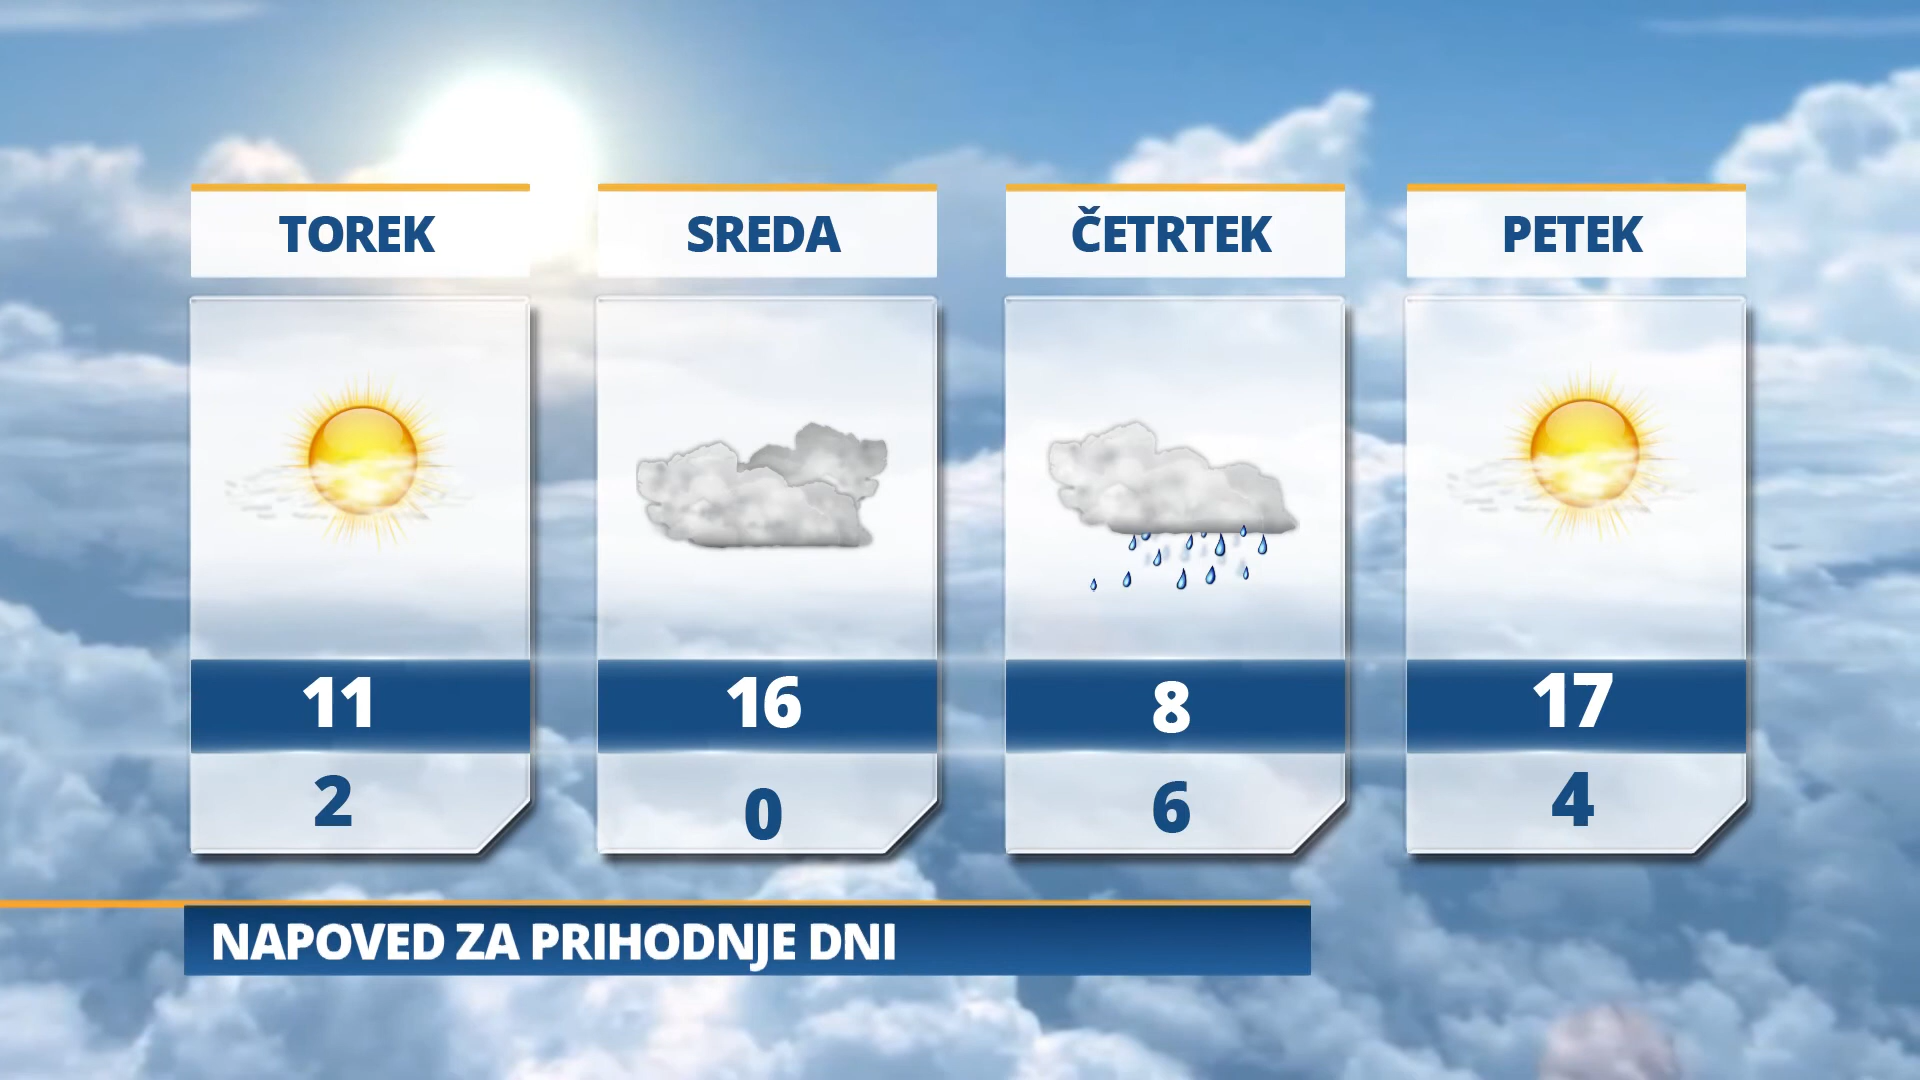 TOREK
SREDA
ČETRTEK
PETEK
11
16
8
17
2
0
6
4
NAPOVED ZA PRIHODNJE DNI